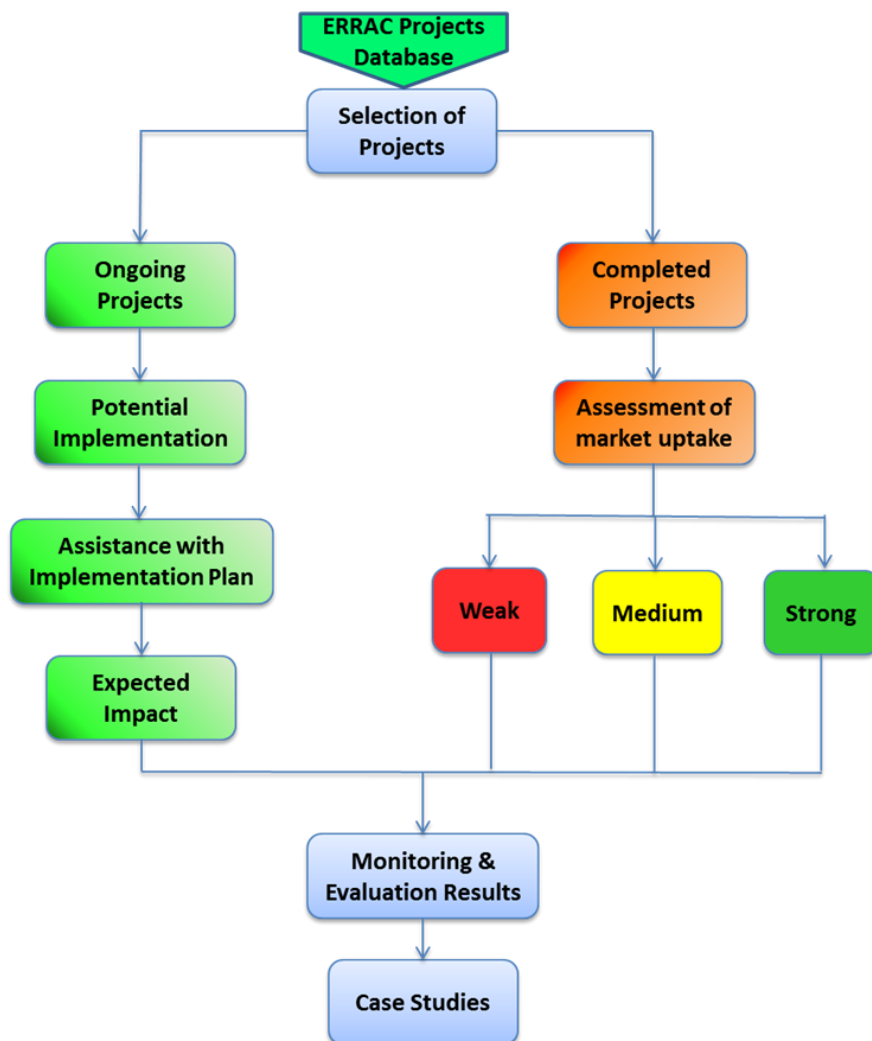 ERRAC Projects
Database
Selection of
Projects
Ongoing
Projects
Completed
Projects
Potential
Implementation
Assessment of
market uptake
Assistance with
Implementation Plan
Weak
Medium
Strong
Expected
Impact
Monitoring &
Evaluation Results
Case Studies